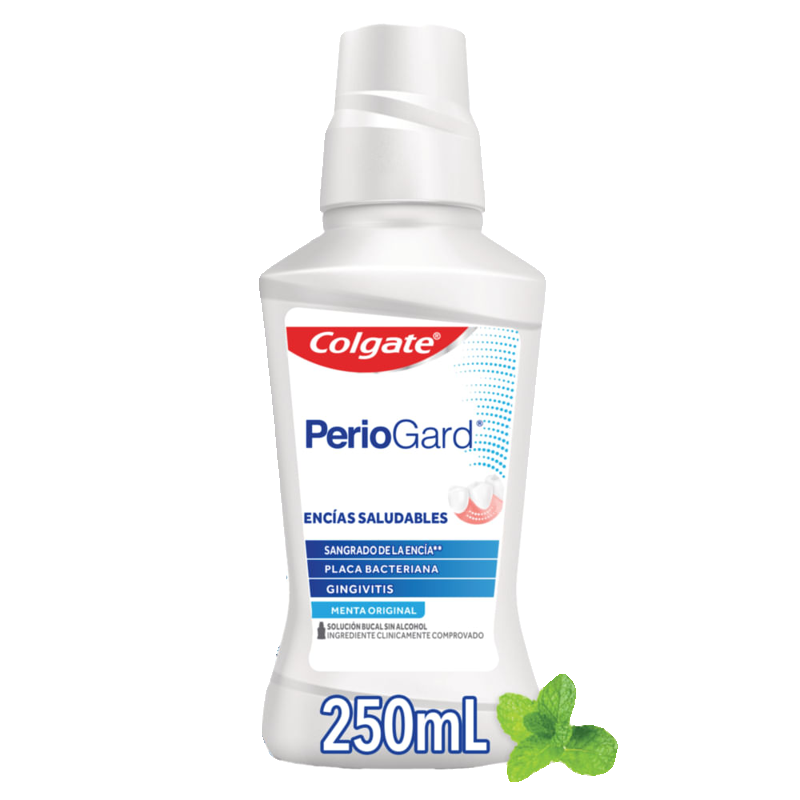 Colgate®
PerioGard®
ENCÍAS SALUDABLES
SANGRADO DE LA ENCÍA**
PLACA BACTERIANA
GINGIVITIS
MENTA ORIGINAL
SOLUCIÓN BUCAL SIN ALCOHOL
INGREDIENTE CLINICAMENTE COMPROVADO
250mL